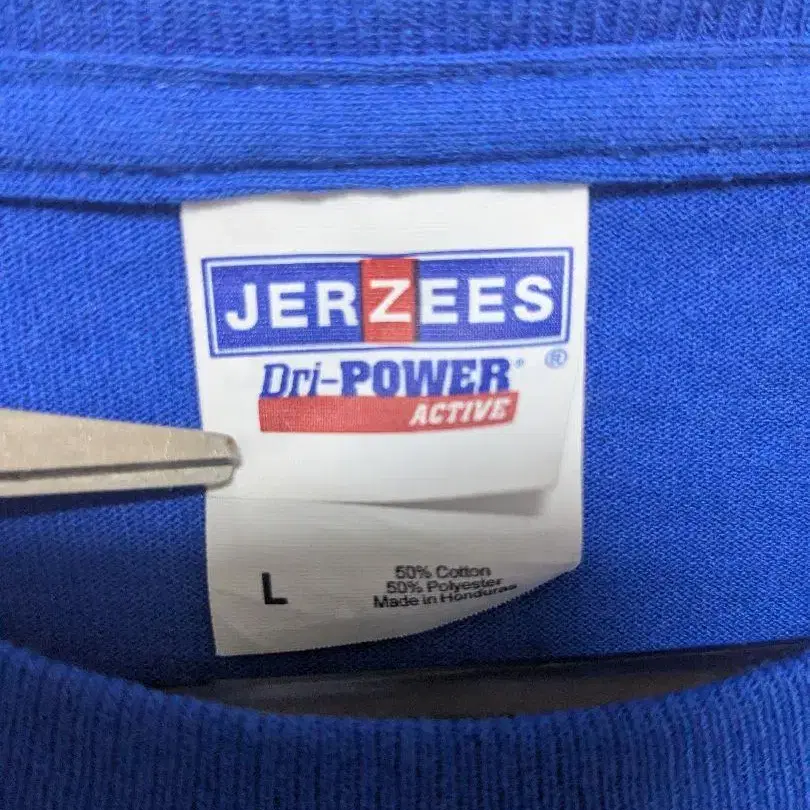 JERZEES
®
Dri-POWER®
ACTIVE
L
50% Cotton
50% Polyester
Made in Honduras